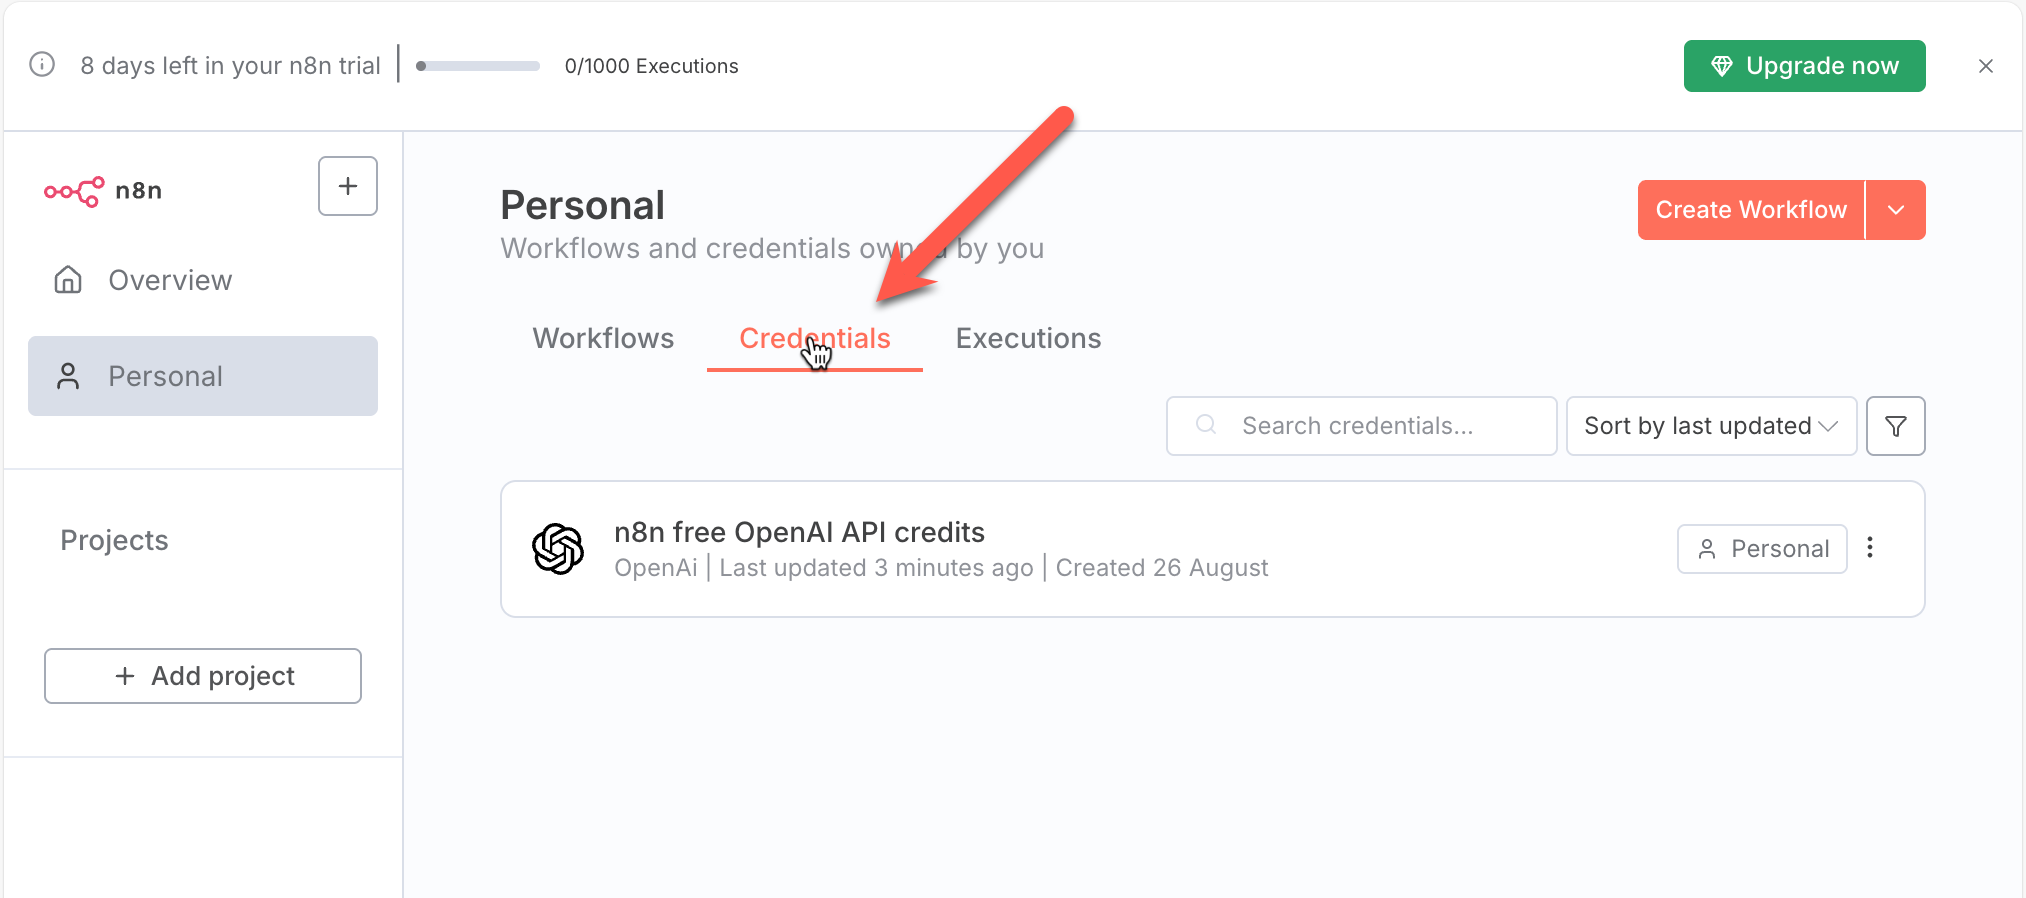 8 days left in your n8n trial
0/1000 Executions
Upgrade now
n8n
Overview
Personal
Projects
Add project
Personal
Workflows and credentials owned by you
Create Workflow
Workflows
Credentials
Executions
Search credentials...
Sort by last updated
n8n free OpenAI API credits
OpenAi | Last updated 3 minutes ago | Created 26 August
Personal